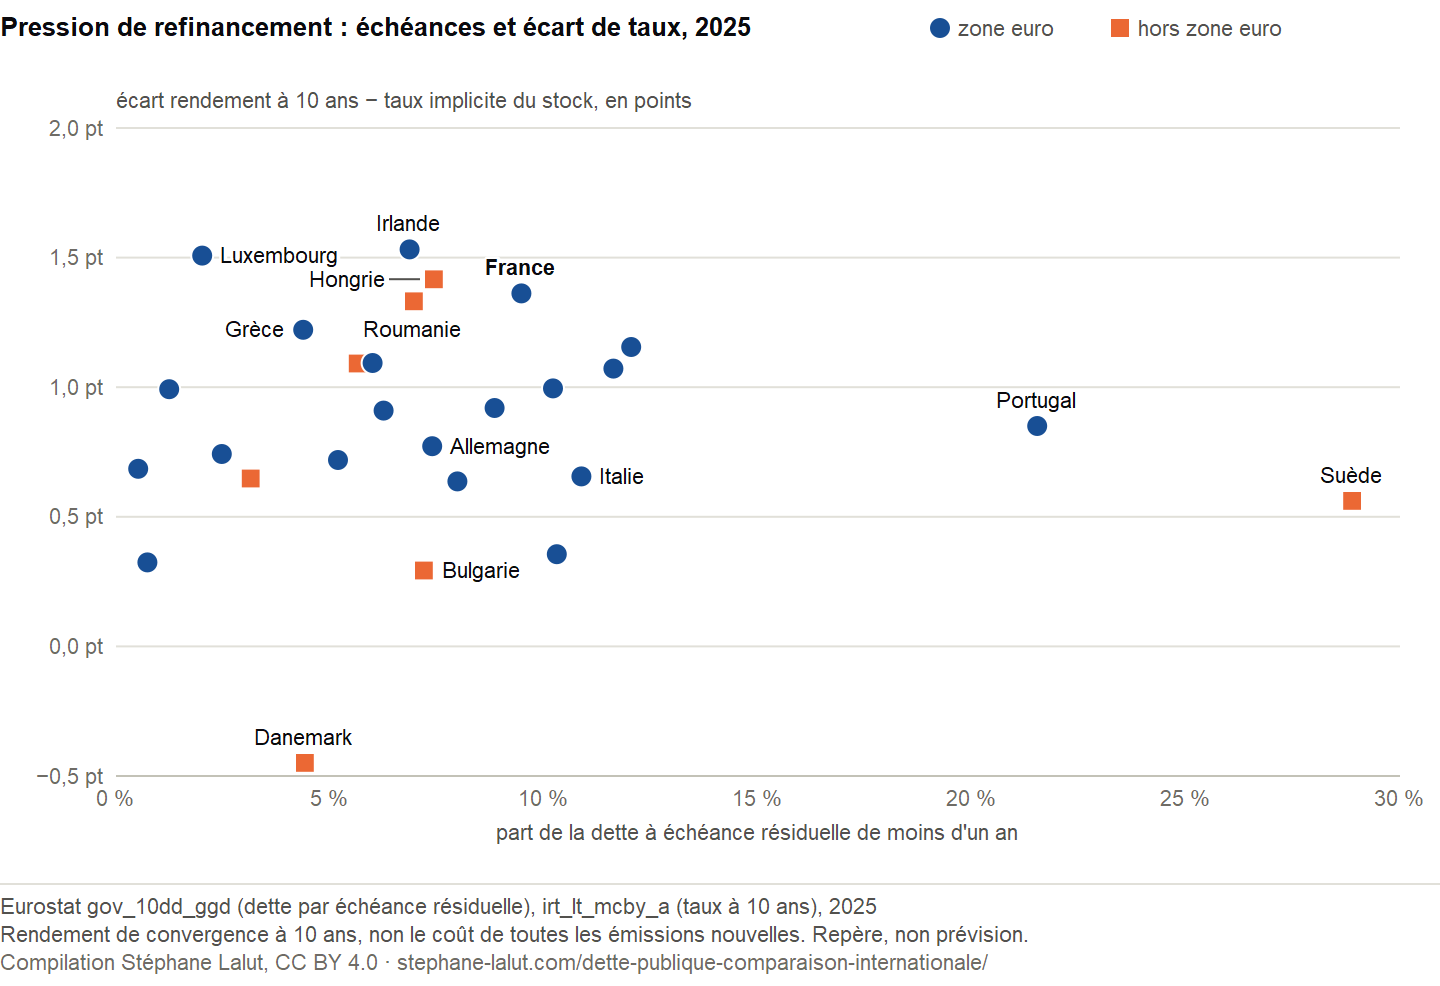 Pression de refinancement : échéances et écart de taux, 2025
zone euro
hors zone euro
écart rendement à 10 ans − taux implicite du stock, en points
2,0 pt
Irlande
1,5 pt
Luxembourg
France
Hongrie
Grèce
Roumanie
1,0 pt
Portugal
Allemagne
Italie
Suède
0,5 pt
Bulgarie
0,0 pt
Danemark
−0,5 pt
0 %
5 %
10 %
15 %
20 %
25 %
30 %
part de la dette à échéance résiduelle de moins d'un an
Eurostat gov_10dd_ggd (dette par échéance résiduelle), irt_lt_mcby_a (taux à 10 ans), 2025
Rendement de convergence à 10 ans, non le coût de toutes les émissions nouvelles. Repère, non prévision.
Compilation Stéphane Lalut, CC BY 4.0 · stephane-lalut.com/dette-publique-comparaison-internationale/